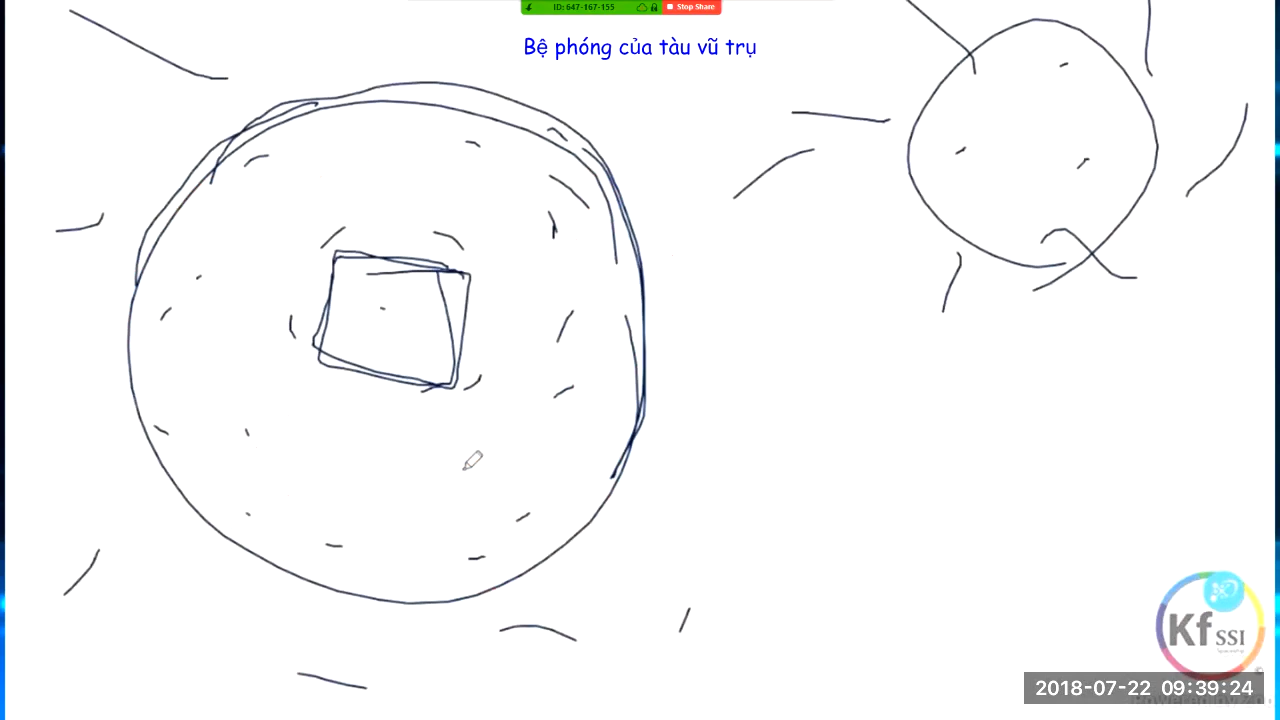 ID: 647-167-155
Stop Share
Bệ phóng của tàu vũ trụ
Kf SSI
2018-07-22 09:39:24